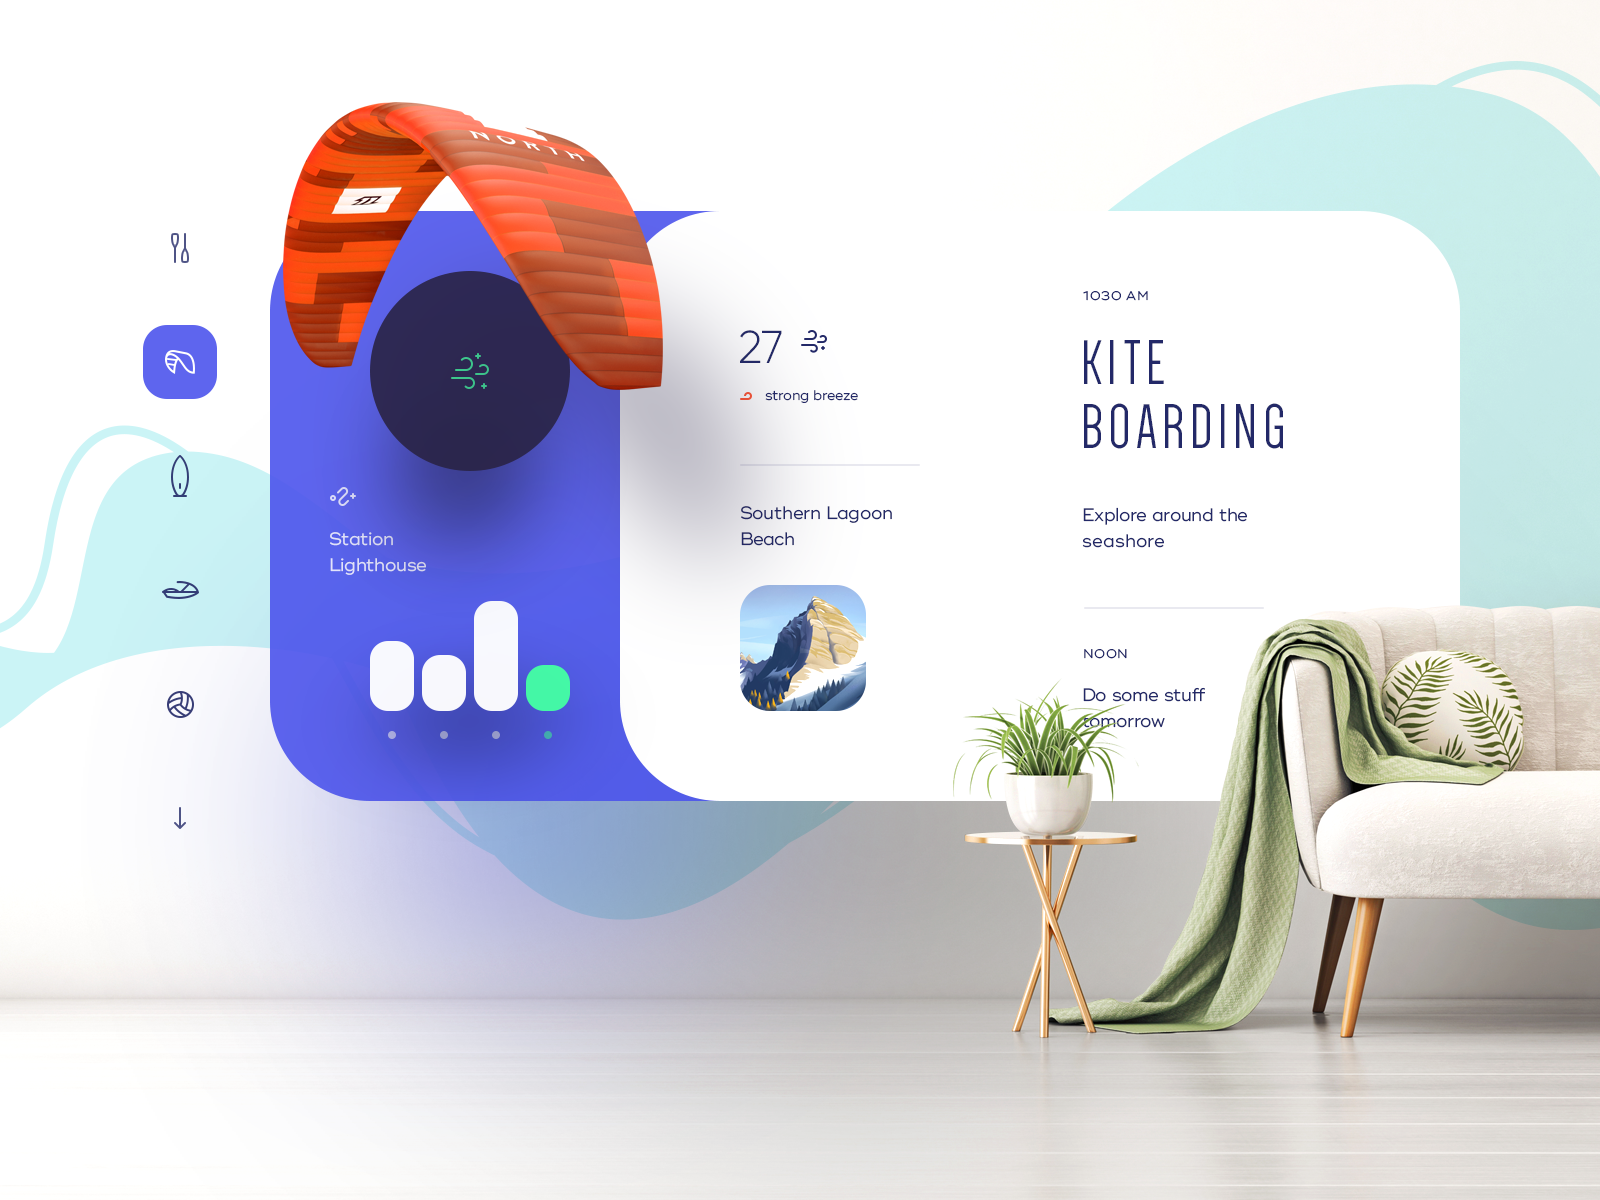 NORTH
Station
Lighthouse
27
strong breeze
Southern Lagoon
Beach
1030 AM
KITE
BOARDING
Explore around the
seashore
NOON
Do some stuff
tomorrow